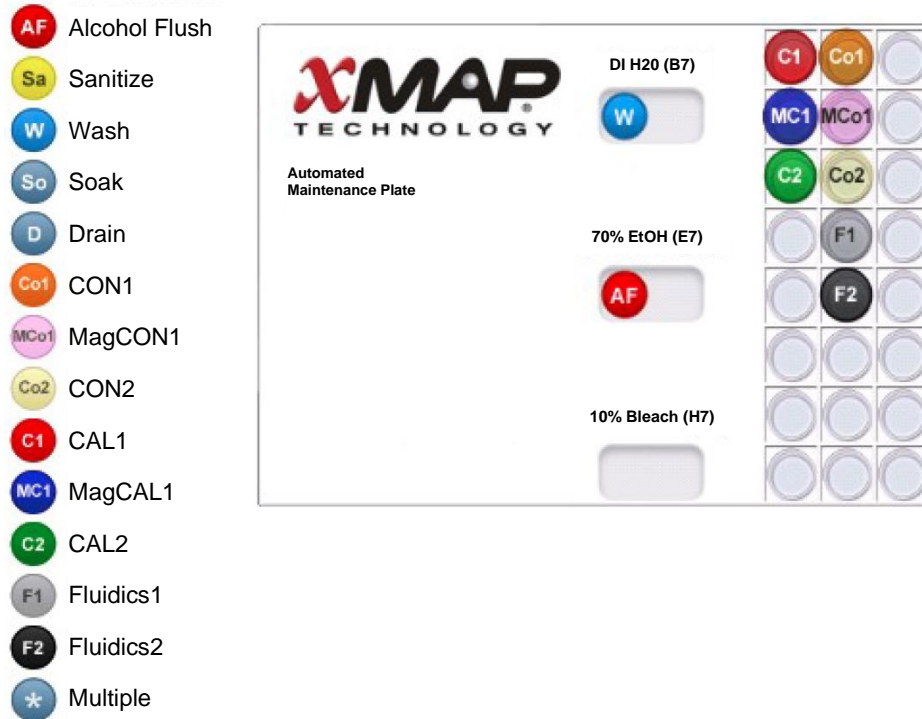 AF Alcohol Flush
Sa Sanitize
W Wash
So Soak
D Drain
Co1 CON1
MCo1 MagCON1
Co2 CON2
C1 CAL1
MC1 MagCAL1
C2 CAL2
F1 Fluidics1
F2 Fluidics2
* Multiple
xMAP®
TECHNOLOGY
Automated
Maintenance Plate
DI H20 (B7)
W
70% EtOH (E7)
AF
10% Bleach (H7)
C1 Co1
MC1 MCo1
C2 Co2
F1
F2